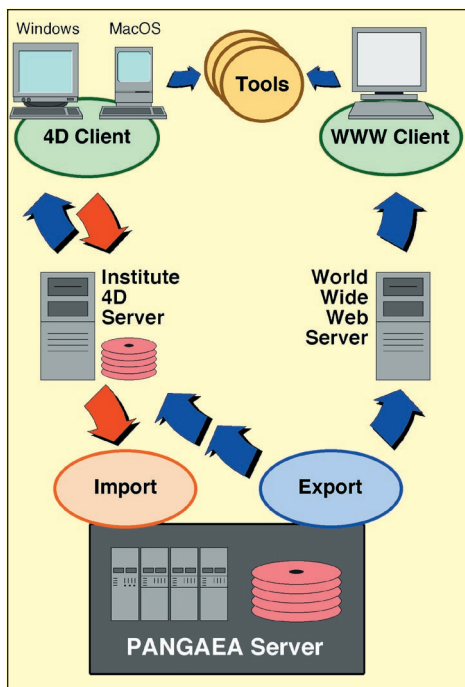 Windows MacOS
Tools
4D Client
WWW Client
Institute
4D
Server
World
Wide
Web
Server
Import
Export
PANGAEA Server